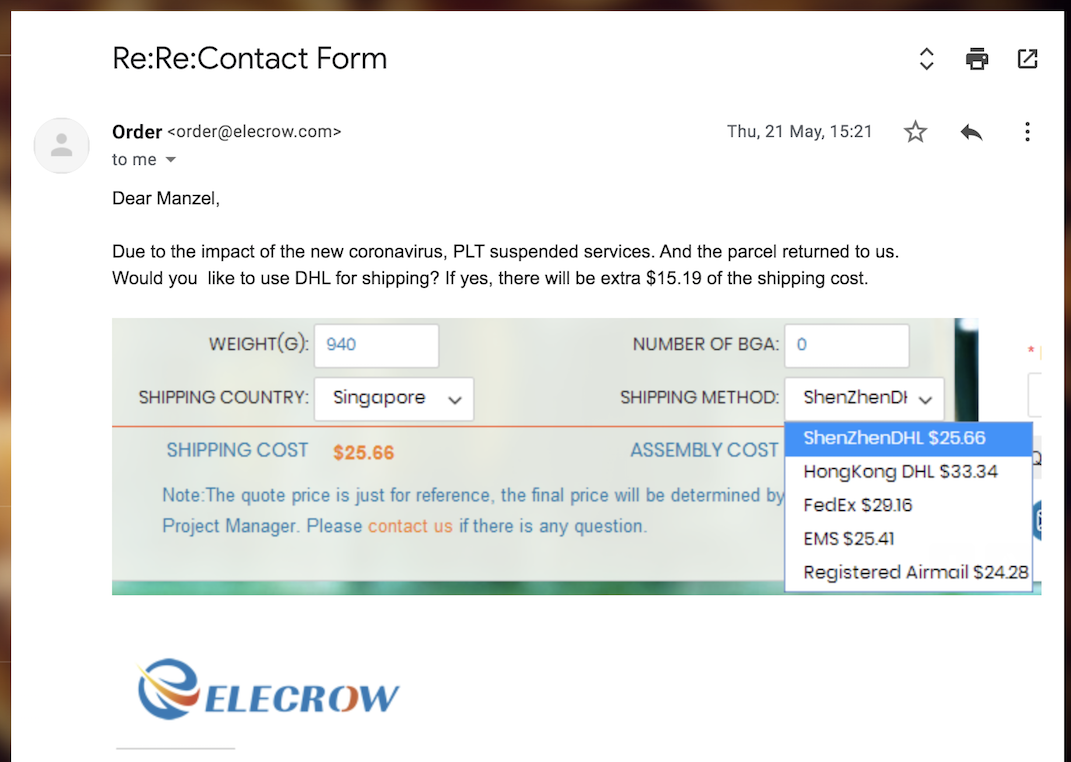 Re:Re:Contact Form
Order <order@elecrow.com>
Thu, 21 May, 15:21
to me
Dear Manzel,
Due to the impact of the new coronavirus, PLT suspended services. And the parcel returned to us.
Would you  like to use DHL for shipping? If yes, there will be extra $15.19 of the shipping cost.
WEIGHT(G): 940 NUMBER OF BGA: 0
SHIPPING COUNTRY: Singapore SHIPPING METHOD: ShenZhenDH
SHIPPING COST $25.66 ASSEMBLY COST
ShenZhenDHL $25.66
HongKong DHL $33.34
FedEx $29.16
EMS $25.41
Registered Airmail $24.28
Note:The quote price is just for reference, the final price will be determined by
Project Manager. Please contact us if there is any question.
ELECROW